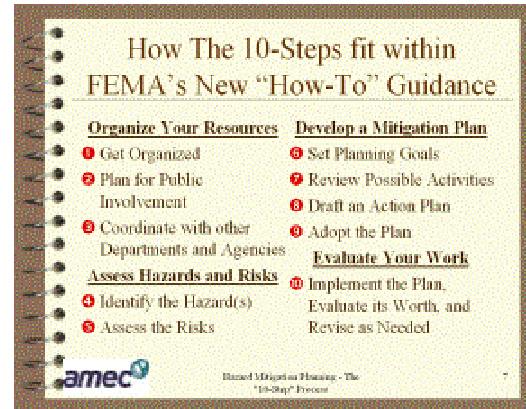 How The 10-Steps fit within
FEMA's New "How-To" Guidance
Organize Your Resources
1 Get Organized
2 Plan for Public
Involvement
3 Coordinate with other
Departments and Agencies
Assess Hazards and Risks
4 Identify the Hazard(s)
5 Assess the Risks
Develop a Mitigation Plan
6 Set Planning Goals
7 Review Possible Activities
8 Draft an Action Plan
9 Adopt the Plan
Evaluate Your Work
10 Implement the Plan,
Evaluate its Worth, and
Revise as Needed
amec
Hazard Mitigation Planning - The
"10-Step" Process